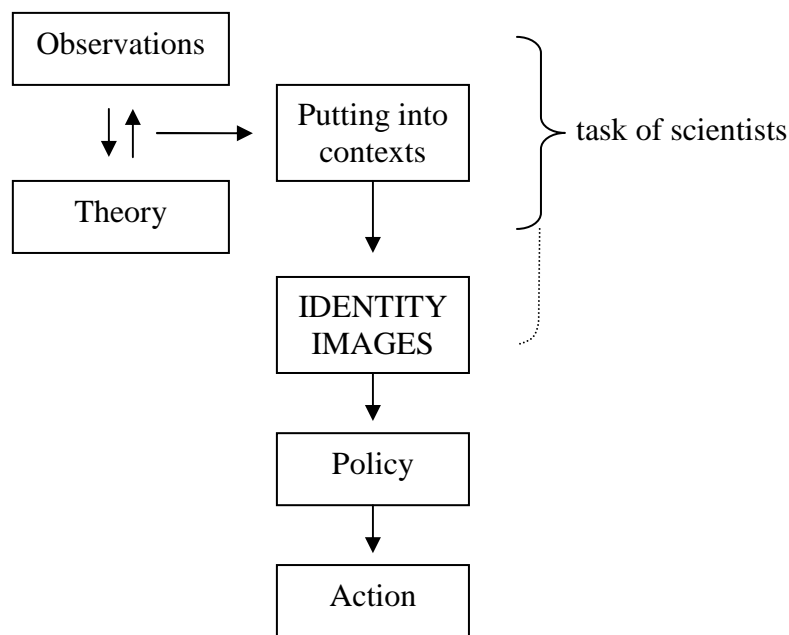 Observations
Putting into
contexts
task of scientists
Theory
IDENTITY
IMAGES
Policy
Action